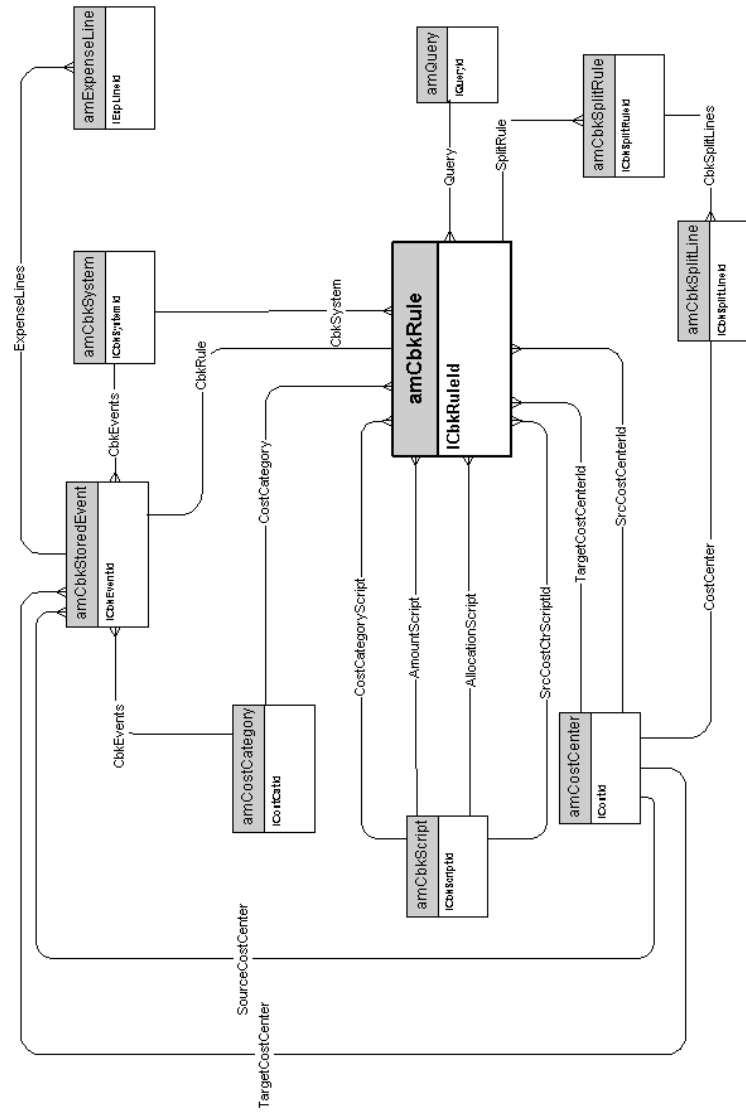 amExpenseLine
lExpLineId
ExpenseLines
amQuery
lQueryId
Query
amCbkSplitRule
lCbkSplitRuleId
SplitRule
CbkSplitLines
amCbkSystem
lCbkSystemId
CbkSystem
CbkRule
CbkEvents
amCbkSplitLine
lCbkSplitLineId
amCbkRule
lCbkRuleId
amCbkStoredEvent
lCbkEventId
CostCategory
CbkEvents
CostCategoryScript
AmountScript
AllocationScript
SrcCostCtrScriptId
TargetCostCenterId
SrcCostCenterId
CostCenter
amCostCategory
lCostCatId
amCbkScript
lCbkScriptId
amCostCenter
lCostId
SourceCostCenter
TargetCostCenter